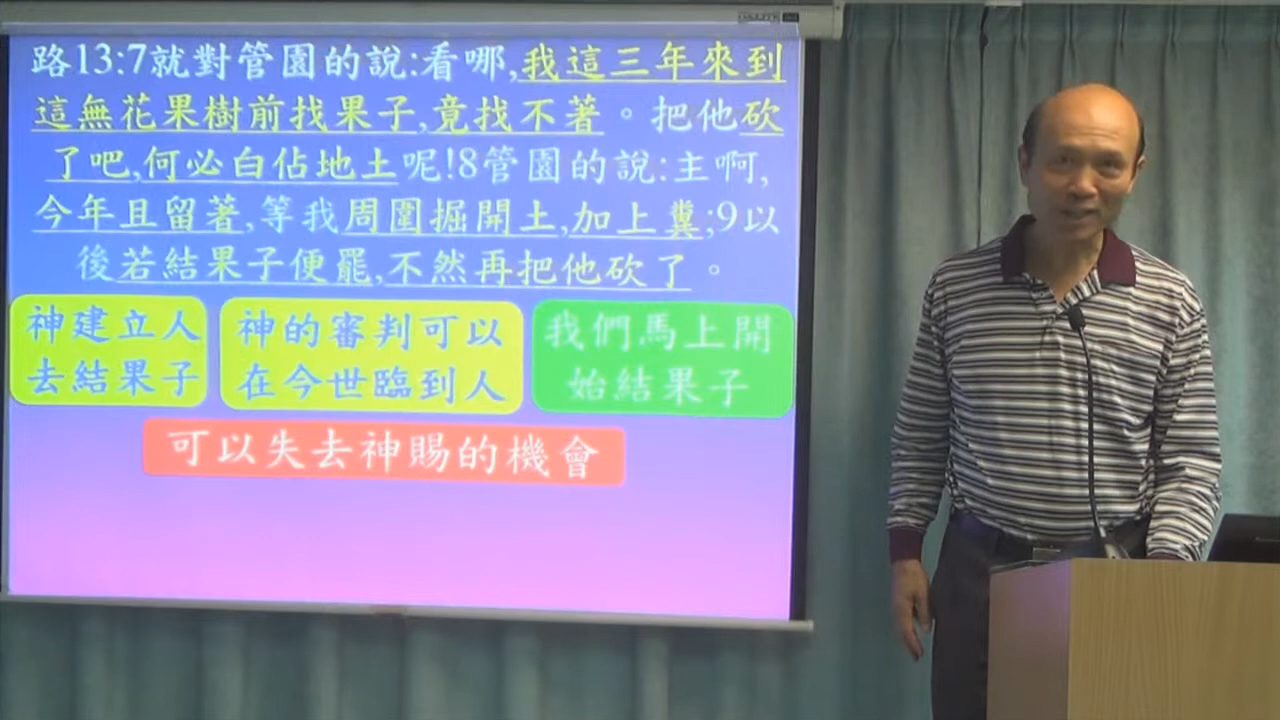 路13:7就對管園的說:看哪,我這三年來到
這無花果樹前找果子,竟找不著。把他砍
了吧,何必白佔地土呢!8管園的說:主啊,
今年且留著,等我周圍掘開土,加上糞;9以
後若結果子便罷,不然再把他砍了。
神建立人
去結果子
神的審判可以
在今世臨到人
我們馬上開
始結果子
可以失去神賜的機會